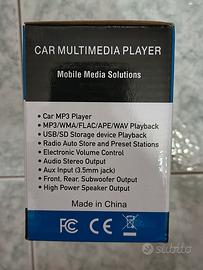 CAR MULTIMEDIA PLAYER
Mobile Media Solutions
• Car MP3 Player
• MP3/WMA/FLAC/APE/WAV Playback
• USB/SD Storage device Playback
• Radio Auto Store and Preset Stations
• Electronic Volume Control
• Audio Stereo Output
• Aux Input (3.5mm jack)
• Front, Rear, Subwoofer Output
• High Power Speaker Output
Made in China
FC CE
subito